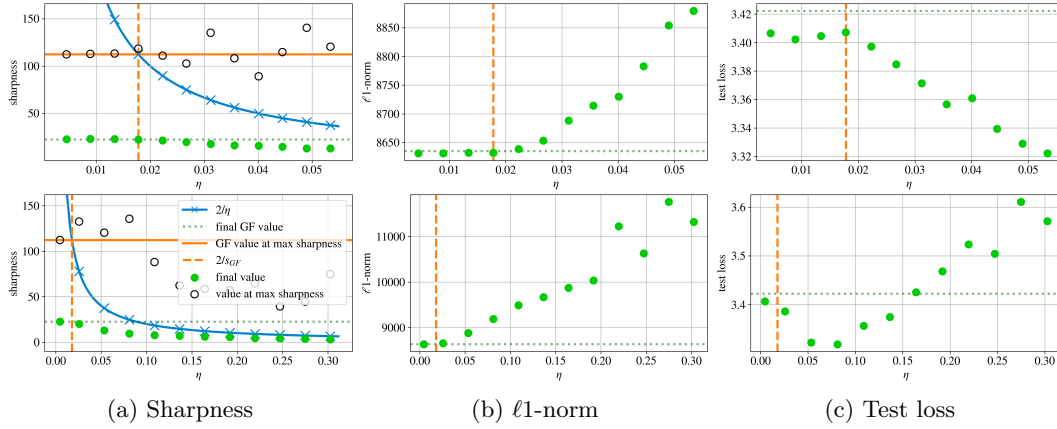 150
100
50
sharpness
0.01
0.02
0.03
0.04
0.05
η
8850
8800
8750
8700
8650
ℓ1-norm
0.01
0.02
0.03
0.04
0.05
η
3.42
3.40
3.38
3.36
3.34
3.32
test loss
0.01
0.02
0.03
0.04
0.05
η
150
100
50
0
sharpness
0.00
0.05
0.10
0.15
0.20
0.25
0.30
η
2/η
final GF value
GF value at max sharpness
2/s_GF
final value
value at max sharpness
11000
10000
9000
ℓ1-norm
0.00
0.05
0.10
0.15
0.20
0.25
0.30
η
3.6
3.5
3.4
test loss
0.00
0.05
0.10
0.15
0.20
0.25
0.30
η
(a) Sharpness
(b) ℓ1-norm
(c) Test loss